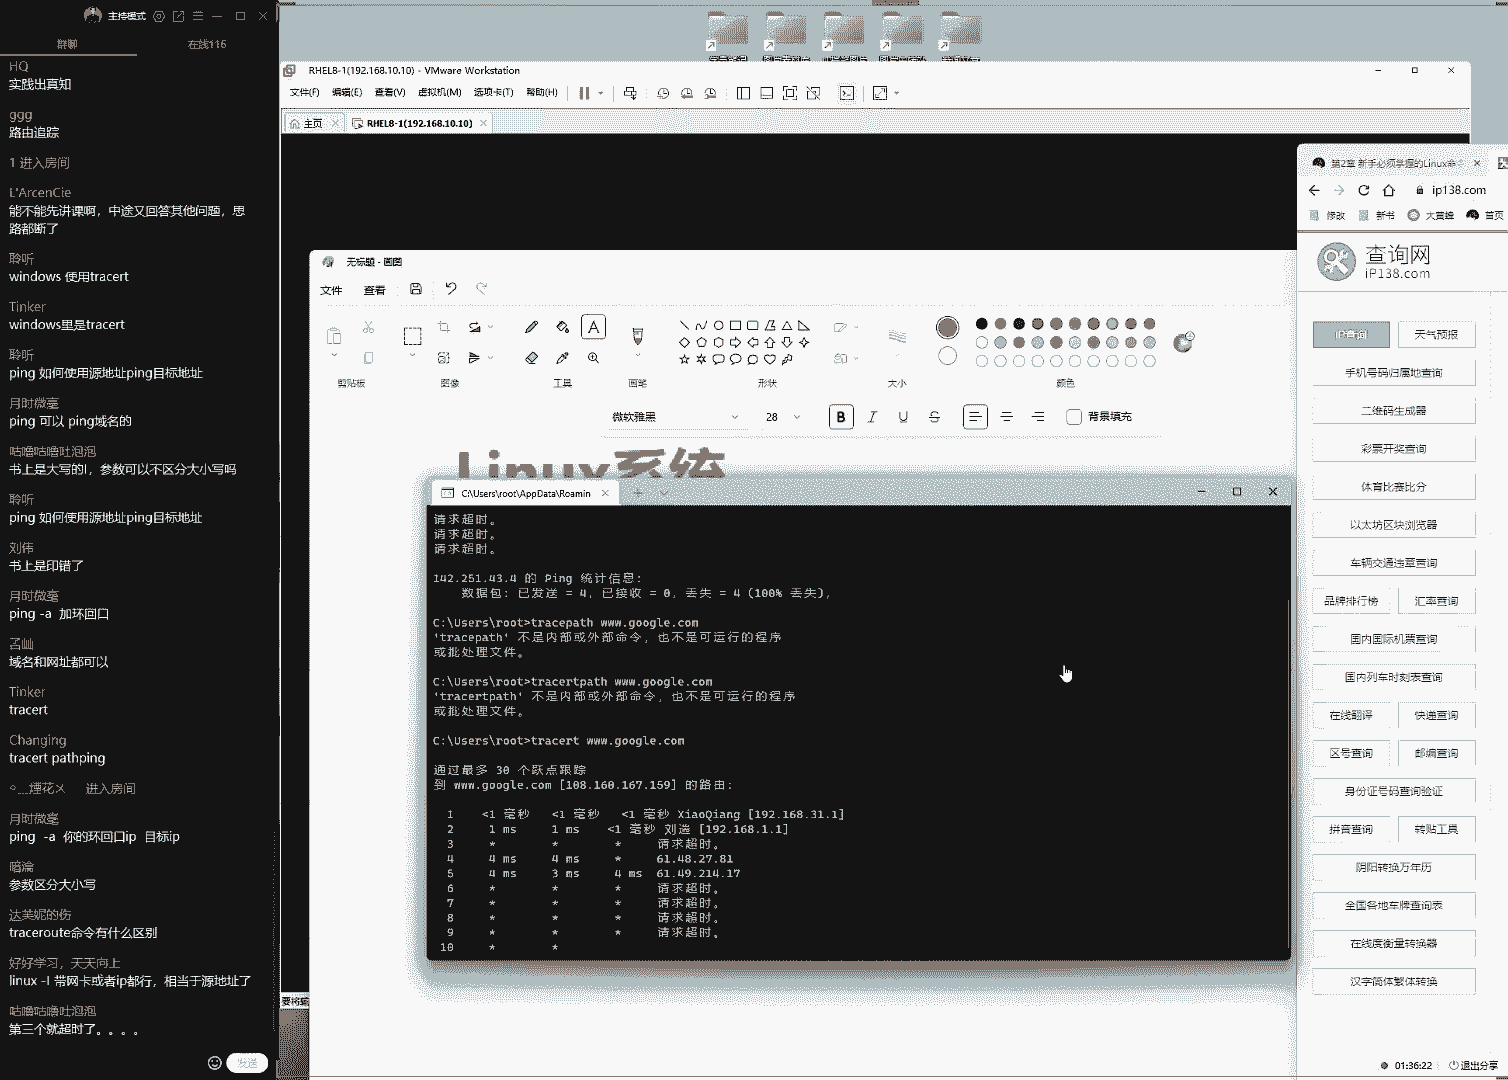 主持模式
群聊
在线116
HQ
实践出真知
ggg
路由追踪
1 进入房间
L'ArcenCie
能不能先讲课啊，中途又回答其他问题，思
路都断了
聆听
windows 使用tracert
Tinker
windows里是tracert
聆听
ping 如何使用源地址ping目标地址
月时微毫
ping 可以 ping域名的
咕噜咕噜吐泡泡
书上是大写的I，参数可以不区分大小写吗
聆听
ping 如何使用源地址ping目标地址
刘伟
书上是印错了
月时微毫
ping -a 加环回口
域名和网址都可以
Tinker
tracert
Changing
tracert pathping
进入房间
月时微毫
ping -a 你的环回口ip 目标ip
暗瀹
参数区分大小写
达芙妮的伤
traceroute命令有什么区别
好好学习，天天向上
linux -I 带网卡或者ip都行，相当于源地址了
咕噜咕噜吐泡泡
第三个就超时了。。。。
发送
RHEL8-1(192.168.10.10) - VMware Workstation
文件(F) 编辑(E) 查看(V) 虚拟机(M) 选项卡(T) 帮助(H)
主页
RHEL8-1(192.168.10.10)
无标题 - 画图
文件 查看
剪贴板 图像 工具 画笔 形状 大小 颜色
微软雅黑 28 B I U S 背景填充
Linux系统
C:\Users\root\AppData\Roamin
请求超时。
请求超时。
请求超时。
142.251.43.4 的 Ping 统计信息:
数据包: 已发送 = 4，已接收 = 0，丢失 = 4 (100% 丢失)，
C:\Users\root>tracepath www.google.com
'tracepath' 不是内部或外部命令，也不是可运行的程序
或批处理文件。
C:\Users\root>tracertpath www.google.com
'tracertpath' 不是内部或外部命令，也不是可运行的程序
或批处理文件。
C:\Users\root>tracert www.google.com
通过最多 30 个跃点跟踪
到 www.google.com [108.160.167.159] 的路由:
1 <1 毫秒 <1 毫秒 <1 毫秒 XiaoQiang [192.168.31.1]
2 1 ms 1 ms <1 毫秒 刘遄 [192.168.1.1]
3 * * * 请求超时。
4 4 ms 4 ms * 61.48.27.81
5 4 ms 3 ms 4 ms 61.49.214.17
6 * * * 请求超时。
7 * * * 请求超时。
8 * * * 请求超时。
9 * * * 请求超时。
10 * *
第2章 新手必须掌握的Linux命
ip138.com
修改 新书 大黄蜂 首页
查询网
iP138.com
IP查询 天气预报
手机号码归属地查询
二维码生成器
彩票开奖查询
体育比赛比分
以太坊区块浏览器
车辆交通违章查询
品牌排行榜 汇率查询
国内国际机票查询
国内列车时刻表查询
在线翻译 快递查询
区号查询 邮编查询
身份证号码查询验证
拼音查询 转贴工具
阴阳转换万年历
全国各地车牌查询表
在线度衡量转换器
汉字简体繁体转换
要将输
01:36:22 退出分享